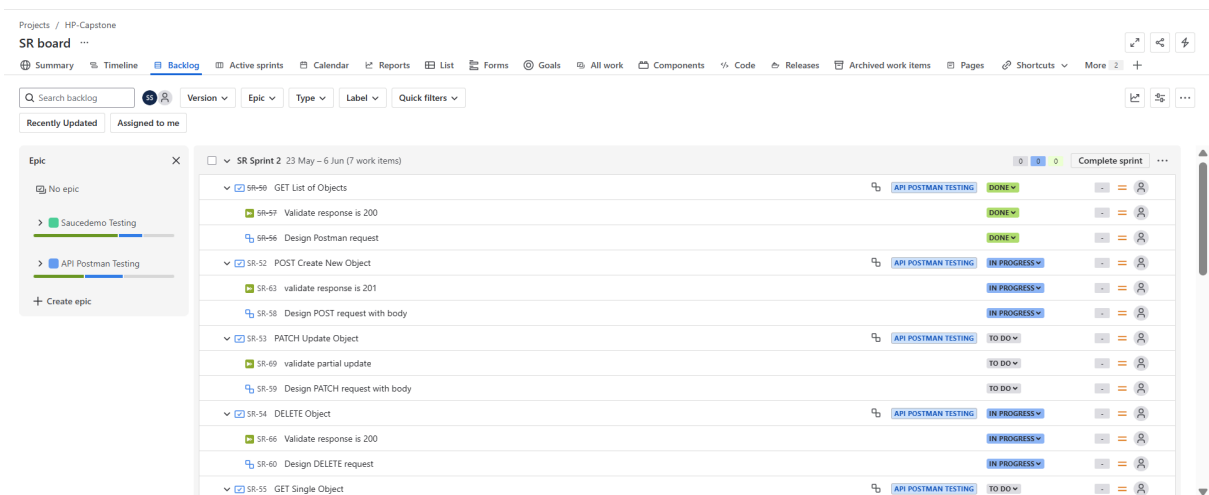 Projects / HP-Capstone
SR board ...
Summary Timeline Backlog Active sprints Calendar Reports List Forms Goals All work Components Code Releases Archived work items Pages Shortcuts More 2
Search backlog SS Version Epic Type Label Quick filters
Recently Updated Assigned to me
Epic
No epic
Saucedemo Testing
API Postman Testing
Create epic
SR Sprint 2 23 May – 6 Jun (7 work items) 0 0 0 Complete sprint ...
SR-50 GET List of Objects API POSTMAN TESTING DONE -
SR-57 Validate response is 200 DONE -
SR-56 Design Postman request DONE -
SR-52 POST Create New Object API POSTMAN TESTING IN PROGRESS -
SR-63 validate response is 201 IN PROGRESS -
SR-58 Design POST request with body IN PROGRESS -
SR-53 PATCH Update Object API POSTMAN TESTING TO DO -
SR-69 validate partial update TO DO -
SR-59 Design PATCH request with body TO DO -
SR-54 DELETE Object API POSTMAN TESTING IN PROGRESS -
SR-66 Validate response is 200 IN PROGRESS -
SR-60 Design DELETE request IN PROGRESS -
SR-55 GET Single Object API POSTMAN TESTING TO DO -